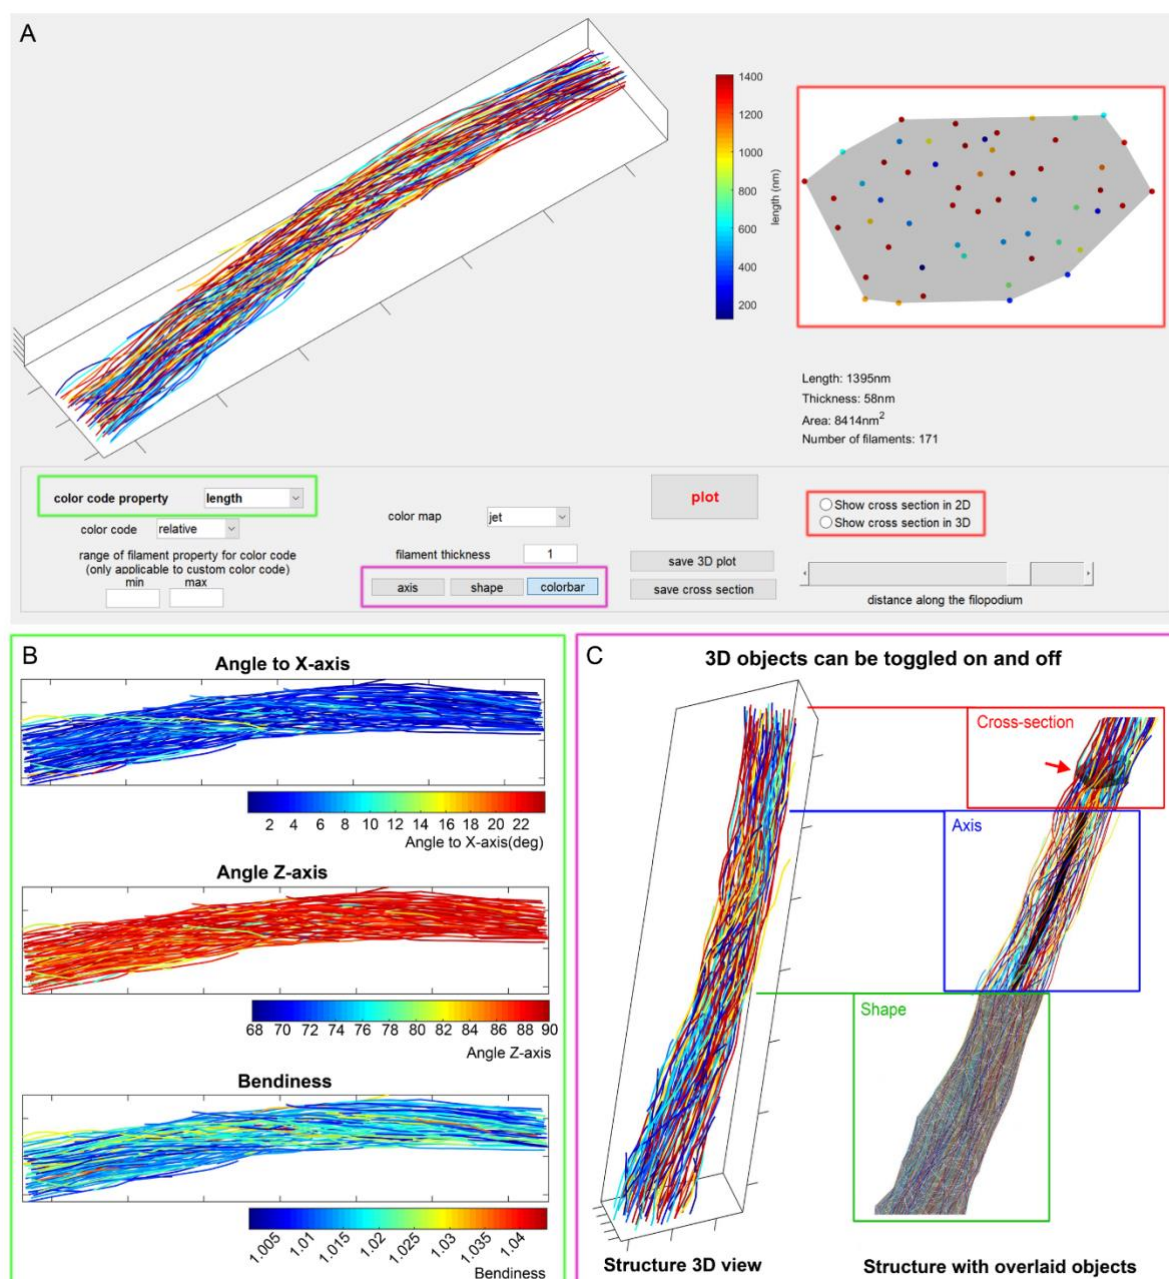 A
1400
1200
1000
800
600
400
200
length (nm)
Length: 1395nm
Thickness: 58nm
Area: 8414nm2
Number of filaments: 171
color code property
length
color code
relative
range of filament property for color code
(only applicable to custom color code)
min
max
color map
jet
filament thickness
1
axis
shape
colorbar
plot
save 3D plot
save cross section
Show cross section in 2D
Show cross section in 3D
distance along the filopodium
B
Angle to X-axis
2 4 6 8 10 12 14 16 18 20 22
Angle to X-axis(deg)
Angle Z-axis
68 70 72 74 76 78 80 82 84 86 88 90
Angle Z-axis
Bendiness
1.005 1.01 1.015 1.02 1.025 1.03 1.035 1.04
Bendiness
C
3D objects can be toggled on and off
Cross-section
Axis
Shape
Structure 3D view
Structure with overlaid objects